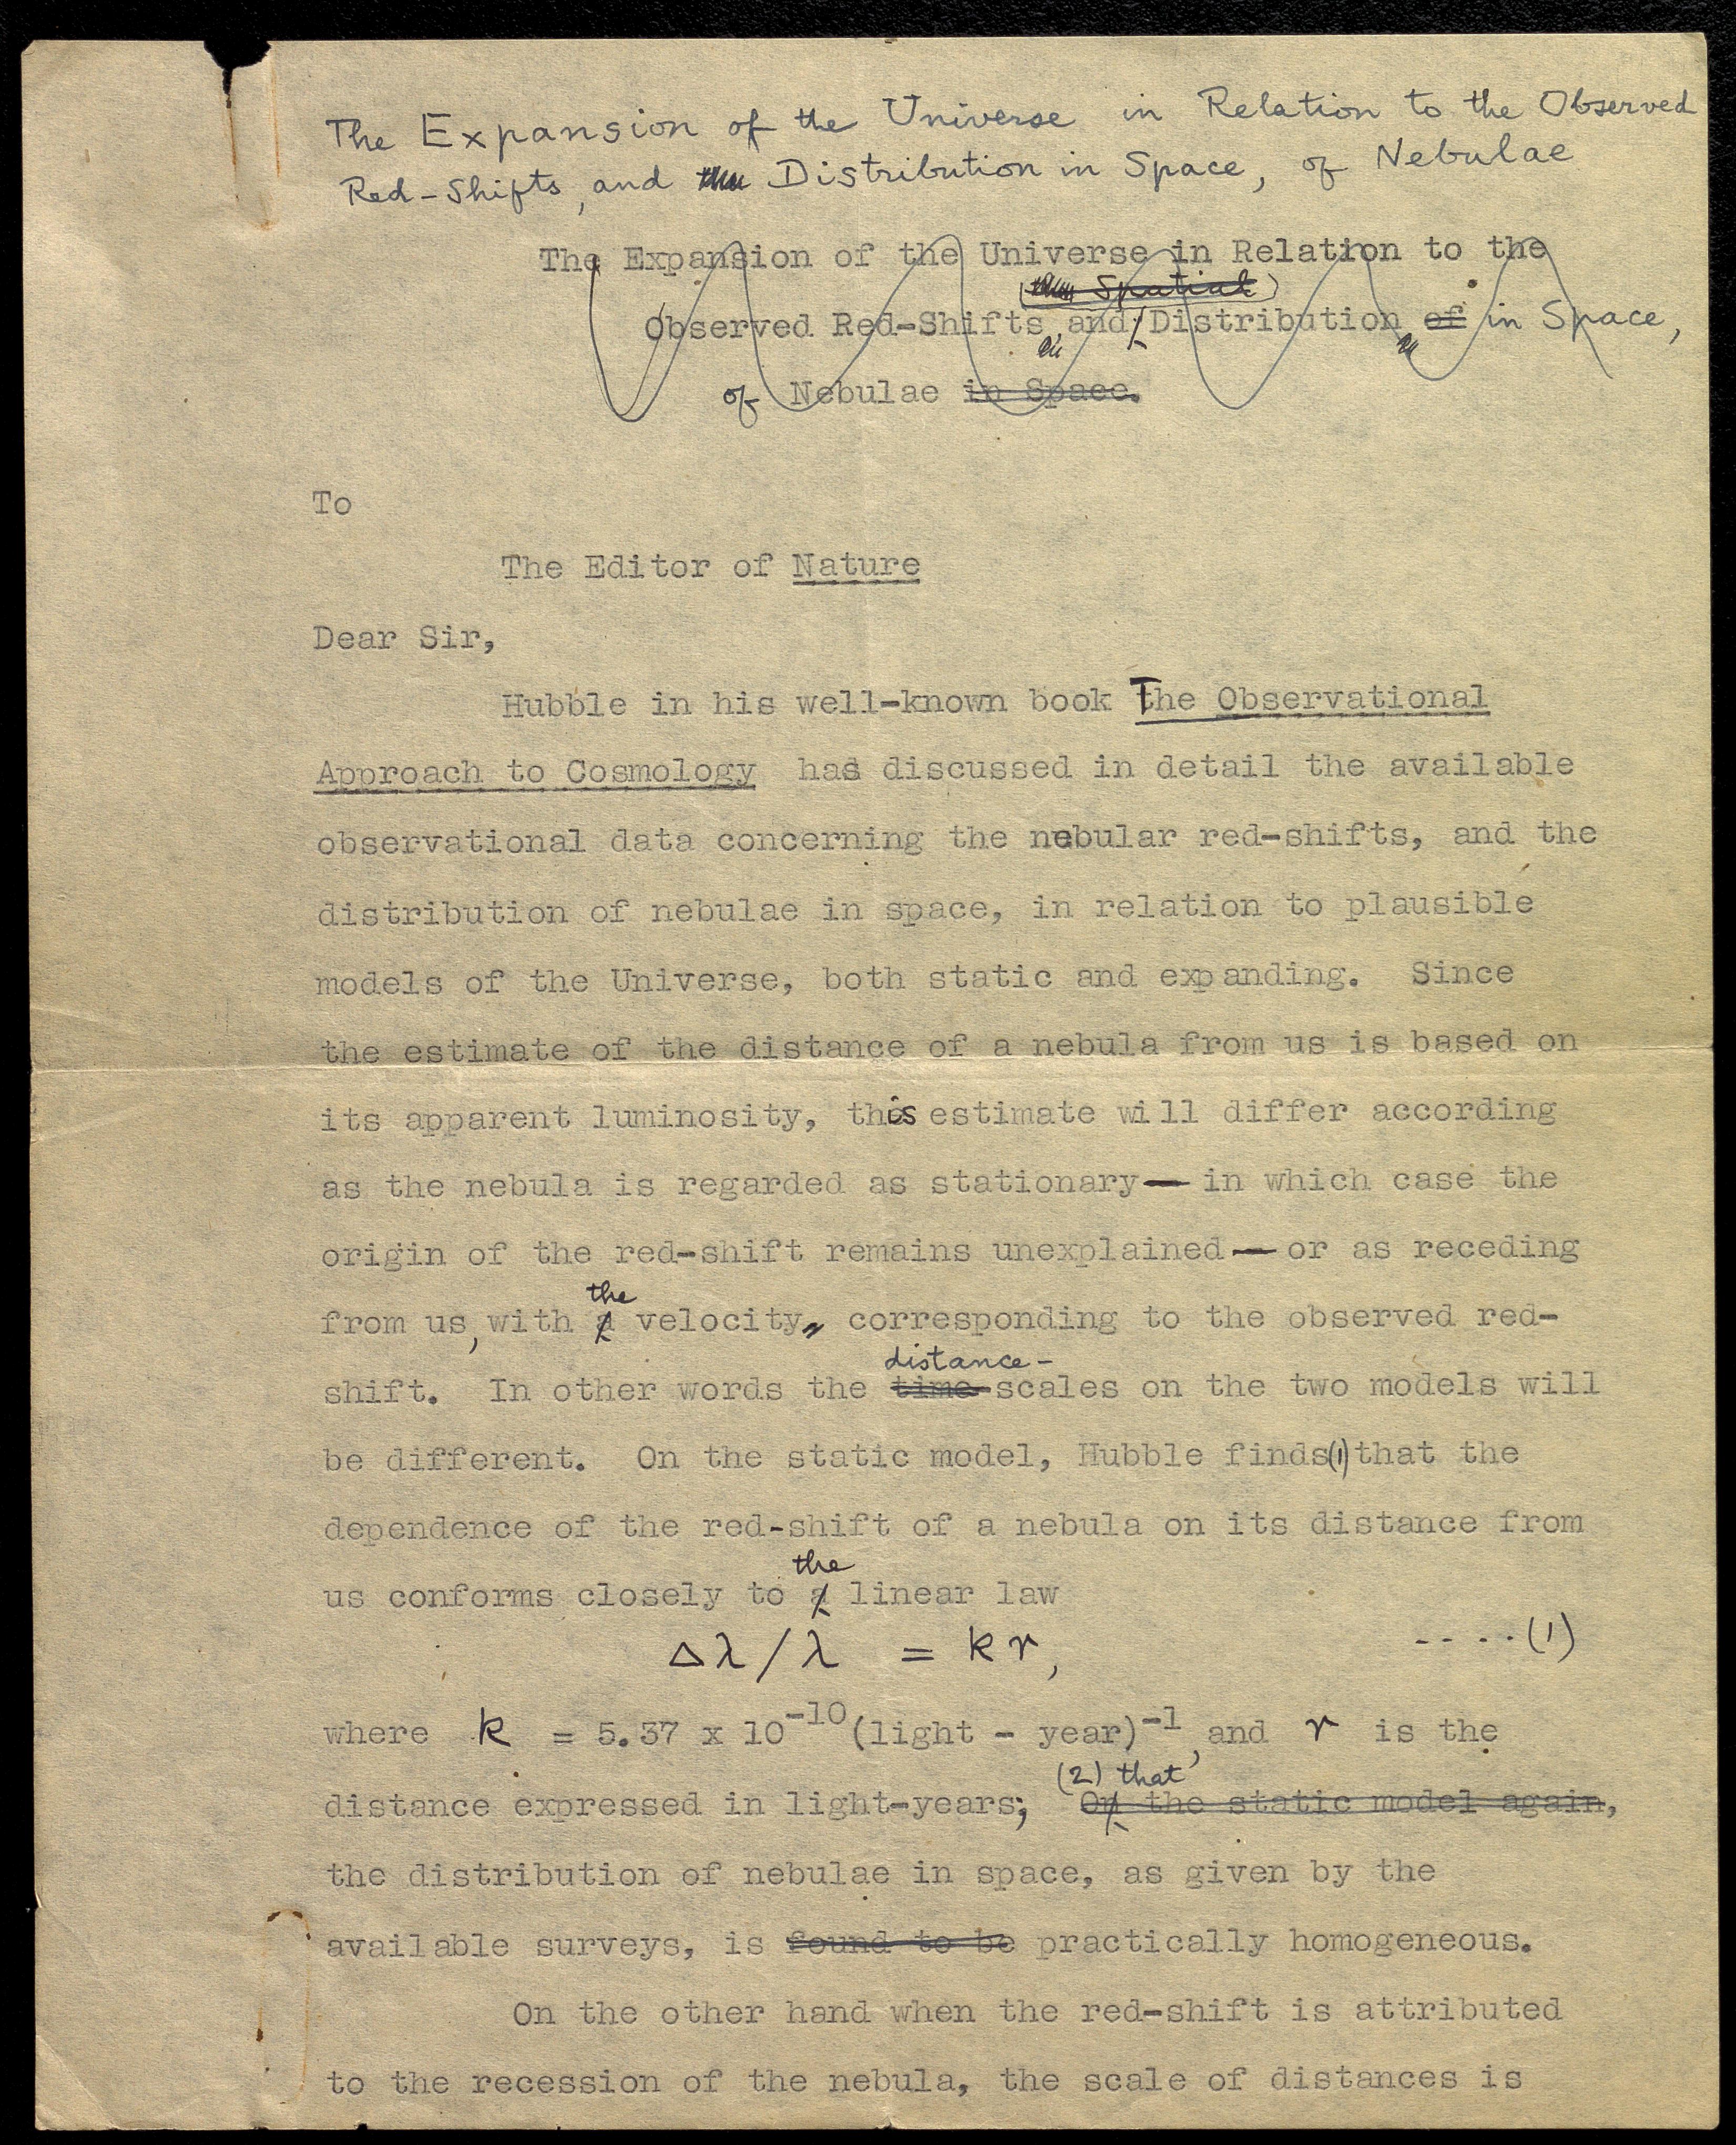 The Expansion of the Universe in Relation to the Observed
Red-Shifts, and Distribution in Space, of Nebulae
The Expansion of the Universe in Relation to the
Spatial
Observed Red-Shifts, and Distribution of in Space,
of Nebulae in Space.
To
The Editor of Nature
Dear Sir,
Hubble in his well-known book The Observational
Approach to Cosmology has discussed in detail the available
observational data concerning the nebular red-shifts, and the
distribution of nebulae in space, in relation to plausible
models of the Universe, both static and expanding. Since
the estimate of the distance of a nebula from us is based on
its apparent luminosity, this estimate will differ according
as the nebula is regarded as stationary — in which case the
origin of the red-shift remains unexplained — or as receding
the
from us, with a velocity, corresponding to the observed red-
distance-
shift. In other words the time-scales on the two models will
be different. On the static model, Hubble finds(1) that the
dependence of the red-shift of a nebula on its distance from
the
us conforms closely to a linear law
Δλ/λ = kr, ....(1)
where k = 5.37 x 10⁻¹⁰ (light - year)⁻¹, and r is the
(2) that
distance expressed in light-years; On the static model again,
the distribution of nebulae in space, as given by the
available surveys, is found to be practically homogeneous.
On the other hand when the red-shift is attributed
to the recession of the nebula, the scale of distances is